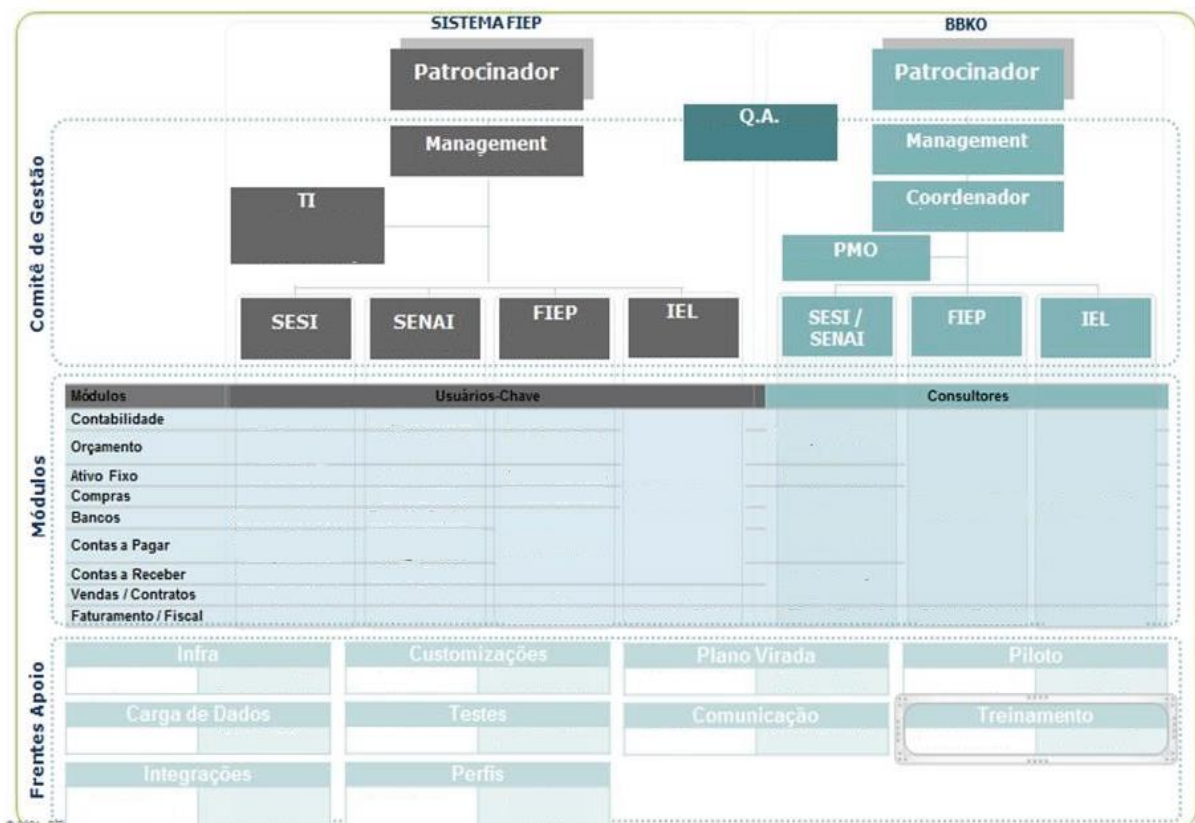 SISTEMA FIEP
BBKO
Patrocinador
Patrocinador
Q.A.
Management
Management
TI
Coordenador
PMO
SESI
SENAI
FIEP
IEL
SESI /
SENAI
FIEP
IEL
Comitê de Gestão
Módulos
Usuários-Chave
Consultores
Contabilidade
Orçamento
Ativo Fixo
Compras
Bancos
Contas a Pagar
Contas a Receber
Vendas / Contratos
Faturamento / Fiscal
Módulos
Infra
Customizações
Plano Virada
Piloto
Carga de Dados
Testes
Comunicação
Treinamento
Integrações
Perfis
Frentes Apoio